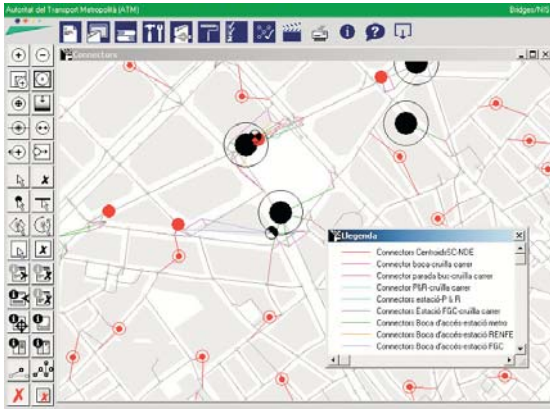 Autoritat del Transport Metropolità (ATM)
Bridges/NIS
Connectors
Llegenda
Connectors CentroidsSC-NDE
Connector boca-cruïlla carrer
Connector parada bus-cruïlla carrer
Connector P&R-cruïlla carrer
Connectors estació-P & R
Connectors Estació FGC-cruïlla carrer
Connectors Boca d'accés-estació metro
Connectors Boca d'accés-estació RENFE
Connectors Boca d'accés-estació FGC